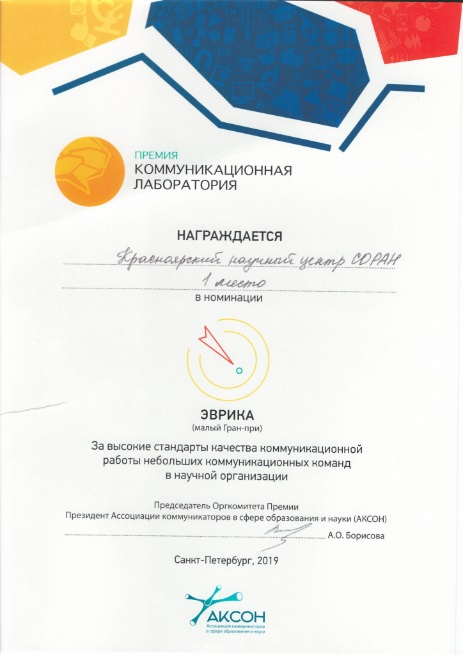 ПРЕМИЯ
КОММУНИКАЦИОННАЯ
ЛАБОРАТОРИЯ
НАГРАЖДАЕТСЯ
Красноярский научный центр СО РАН
1 место
в номинации
ЭВРИКА
(малый Гран-при)
За высокие стандарты качества коммуникационной
работы небольших коммуникационных команд
в научной организации
Председатель Оргкомитета Премии
Президент Ассоциации коммуникаторов в сфере образования и науки (АКСОН)
А.О. Борисова
Санкт-Петербург, 2019
АКСОН
Ассоциация коммуникаторов
в сфере образования и науки